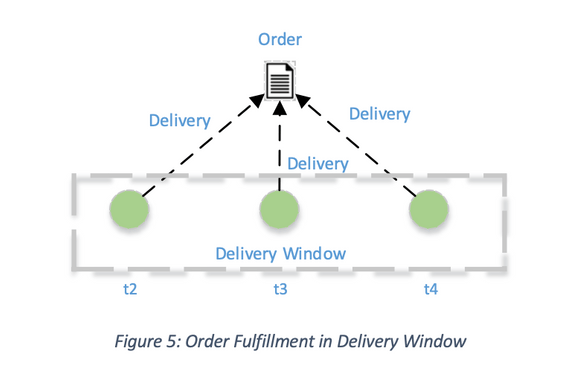 Order
Delivery
Delivery
Delivery
Delivery Window
t2
t3
t4
Figure 5: Order Fulfillment in Delivery Window